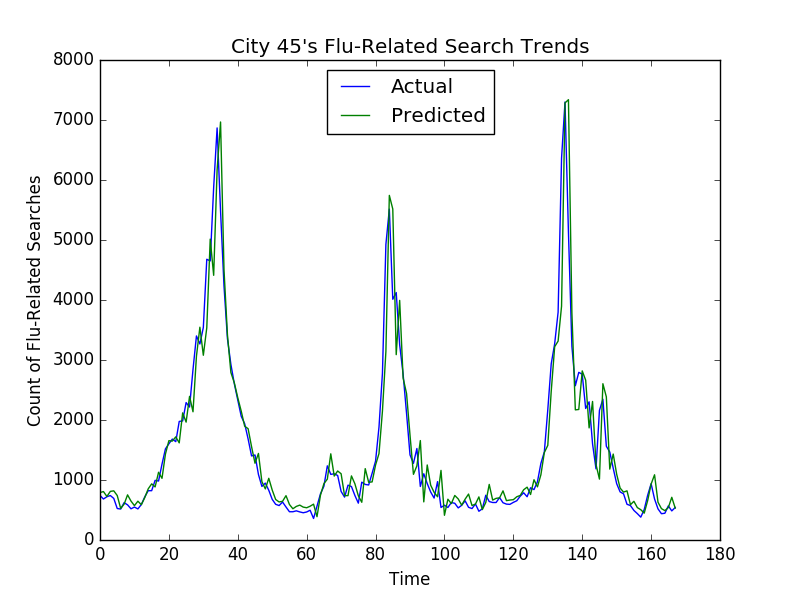 City 45's Flu-Related Search Trends
Actual
Predicted
Count of Flu-Related Searches
8000
7000
6000
5000
4000
3000
2000
1000
0
0 20 40 60 80 100 120 140 160 180
Time